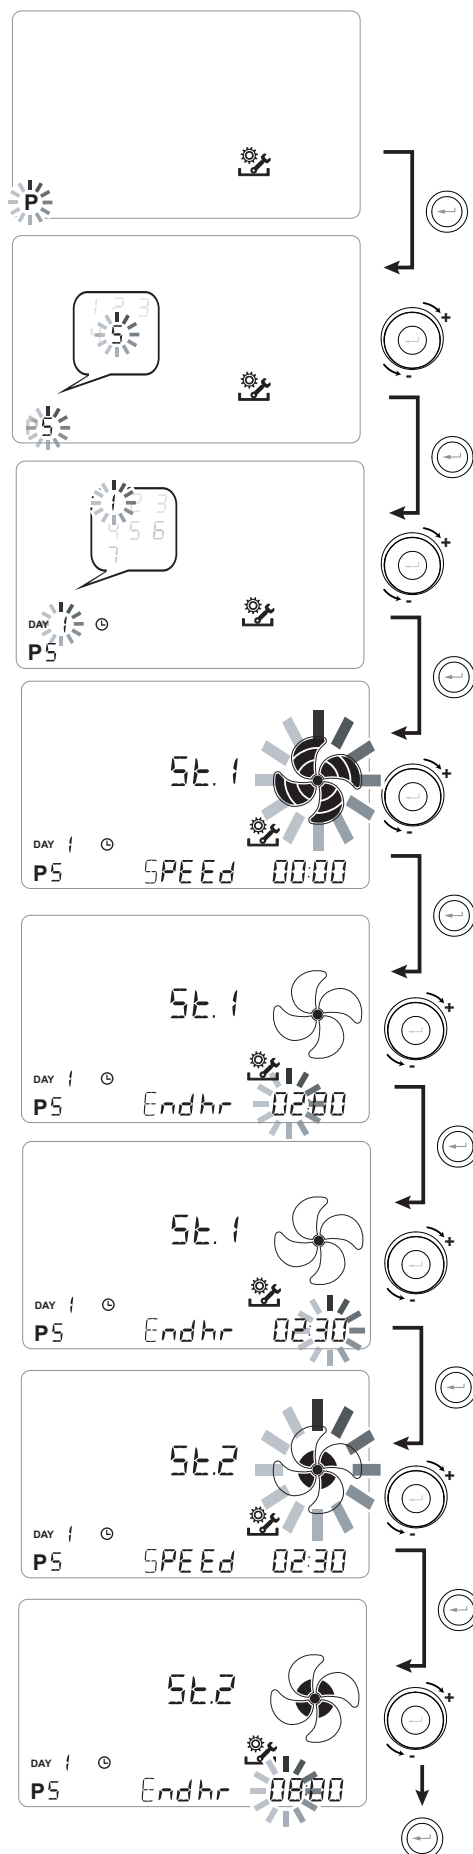 P
1 2 3
4 5
P5
1 2 3
4 5 6
7
DAY 1
P5
+
-
+
-
St. 1
DAY 1
P5 SPEEd 00:00
+
-
St. 1
DAY 1
P5 Endhr 02:00
+
-
St. 1
DAY 1
P5 Endhr 02:30
+
-
St.2
DAY 1
P5 SPEEd 02:30
+
-
St.2
DAY 1
P5 Endhr 08:00
+
-